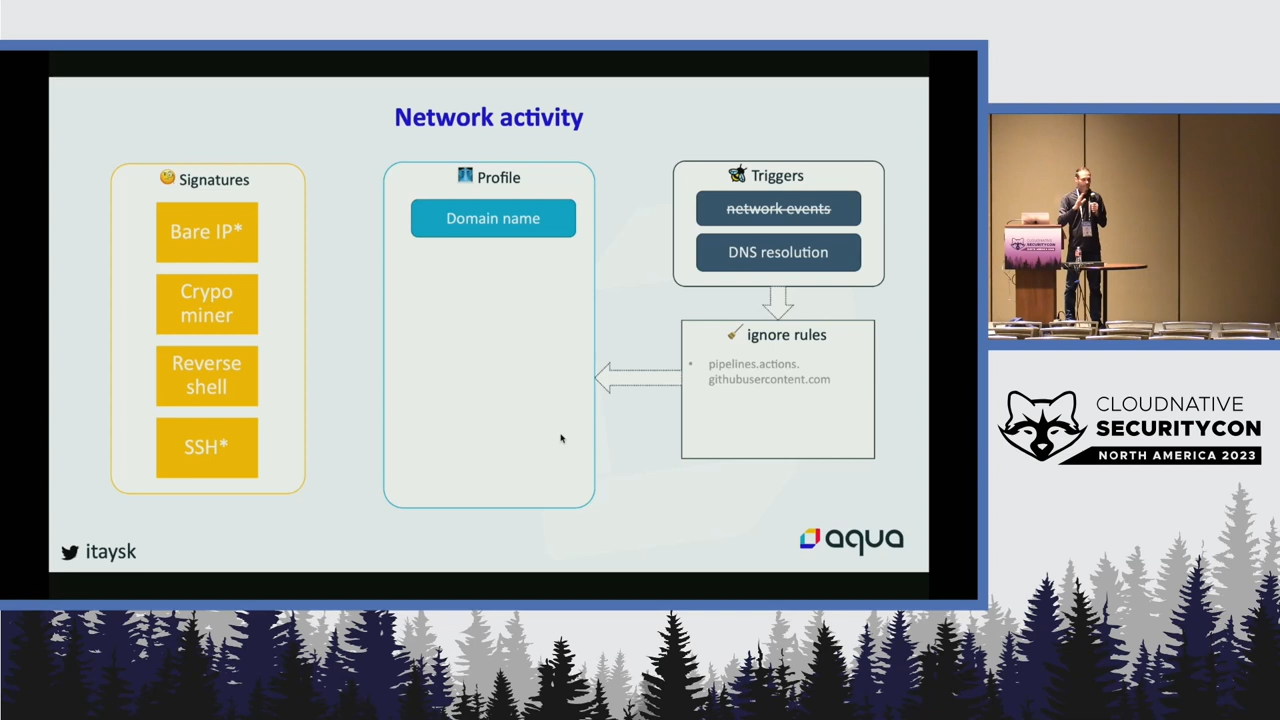 Network activity
Signatures
Bare IP*
Crypo
miner
Reverse
shell
SSH*
Profile
Domain name
Triggers
network events
DNS resolution
ignore rules
• pipelines.actions.
githubusercontent.com
itaysk
aqua
CLOUDNATIVE
SECURITYCON
NORTH AMERICA 2023